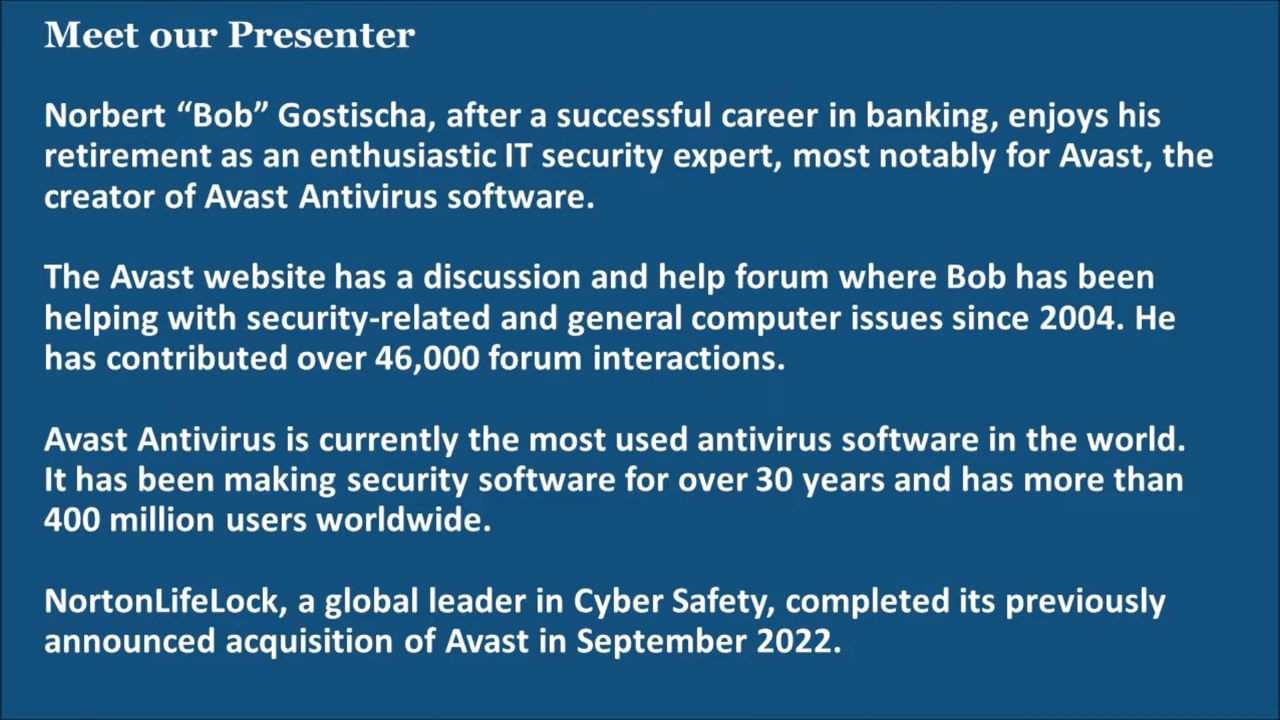 Meet our Presenter
Norbert “Bob” Gostischa, after a successful career in banking, enjoys his
retirement as an enthusiastic IT security expert, most notably for Avast, the
creator of Avast Antivirus software.
The Avast website has a discussion and help forum where Bob has been
helping with security-related and general computer issues since 2004. He
has contributed over 46,000 forum interactions.
Avast Antivirus is currently the most used antivirus software in the world.
It has been making security software for over 30 years and has more than
400 million users worldwide.
NortonLifeLock, a global leader in Cyber Safety, completed its previously
announced acquisition of Avast in September 2022.